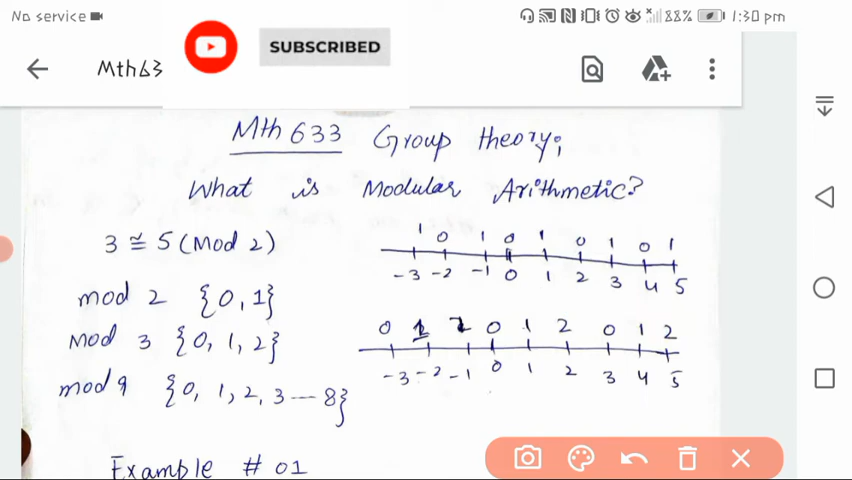 No service 88% 1:30 pm
SUBSCRIBED
Mth63
Mth 633 Group theory;
What is Modular Arithmetic?
3 ≅ 5 (Mod 2)
1 0 1 0 1 0 1 0 1
-3 -2 -1 0 1 2 3 4 5
mod 2 {0, 1}
mod 3 {0, 1, 2}
0 1 2 0 1 2 0 1 2
-3 -2 -1 0 1 2 3 4 5
mod 9 {0, 1, 2, 3 --- 8}
Example # 01